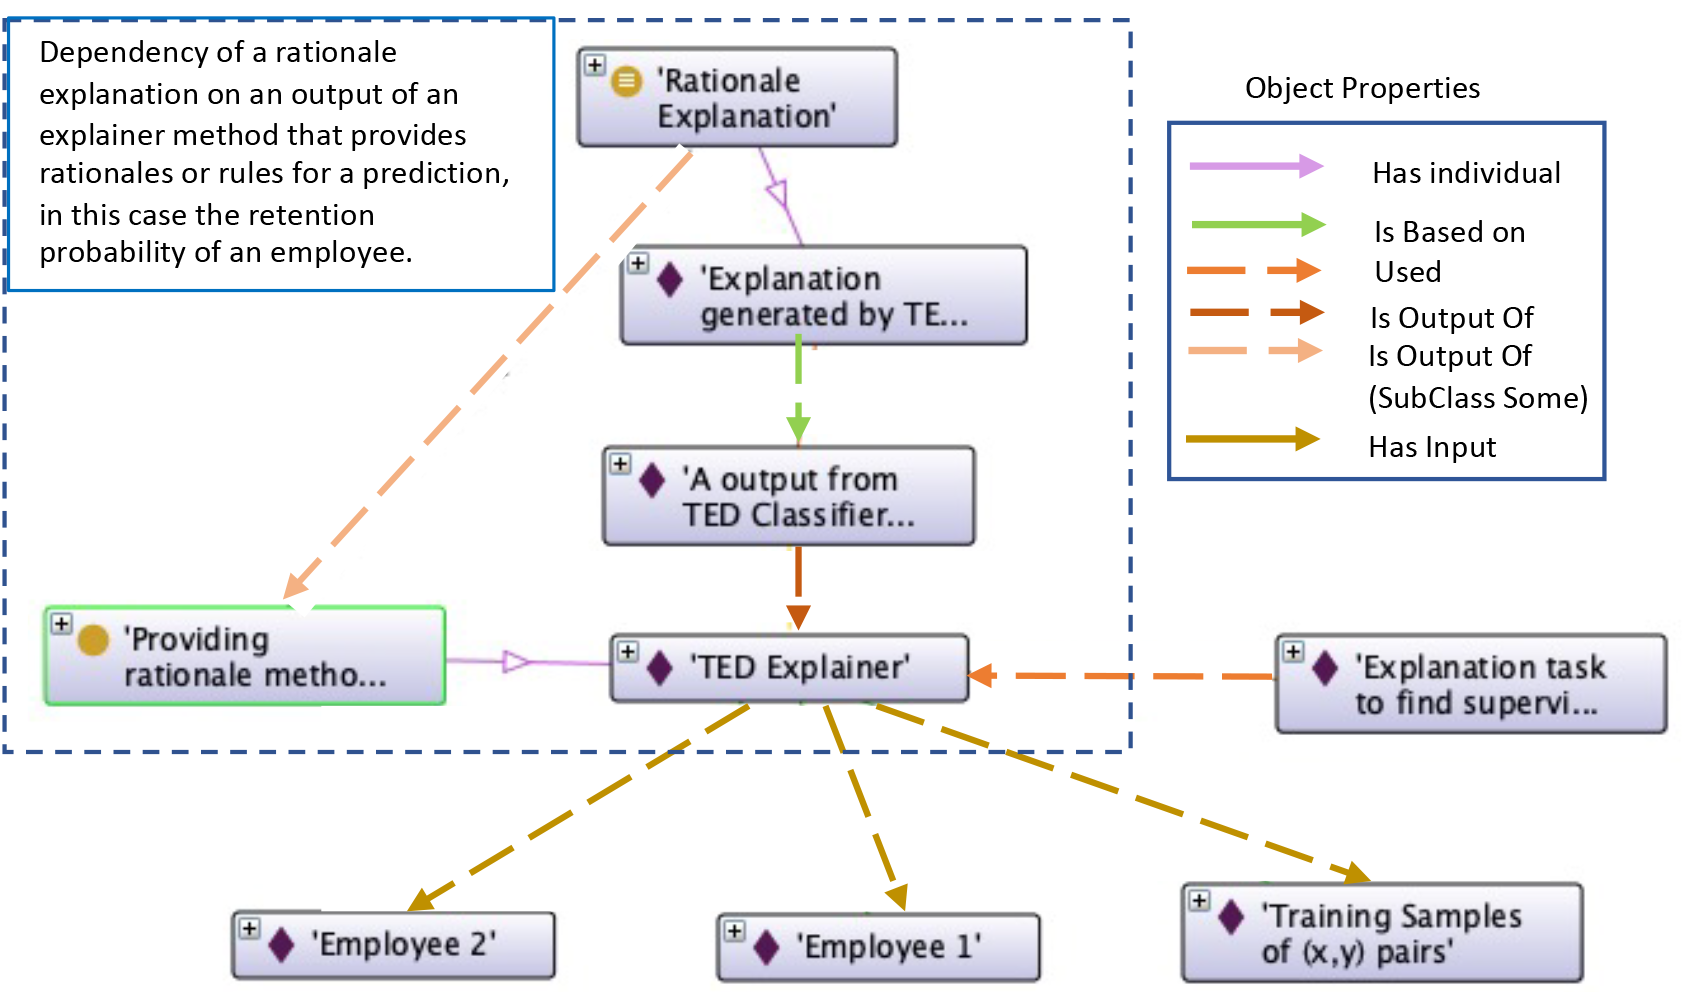 Dependency of a rationale
explanation on an output of an
explainer method that provides
rationales or rules for a prediction,
in this case the retention
probability of an employee.
'Rationale
Explanation'
'Explanation
generated by TE...
'A output from
TED Classifier...
'Providing
rationale metho...
'TED Explainer'
'Explanation task
to find supervi...
'Employee 2'
'Employee 1'
'Training Samples
of (x,y) pairs'
Object Properties
Has individual
Is Based on
Used
Is Output Of
Is Output Of
(SubClass Some)
Has Input